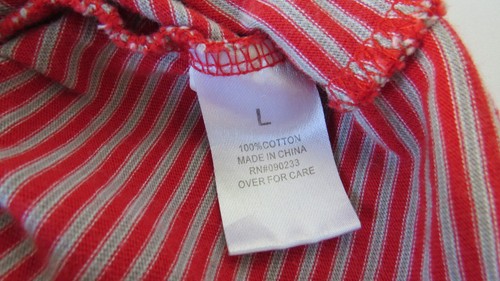 L
100%COTTON
MADE IN CHINA
RN#090233
OVER FOR CARE